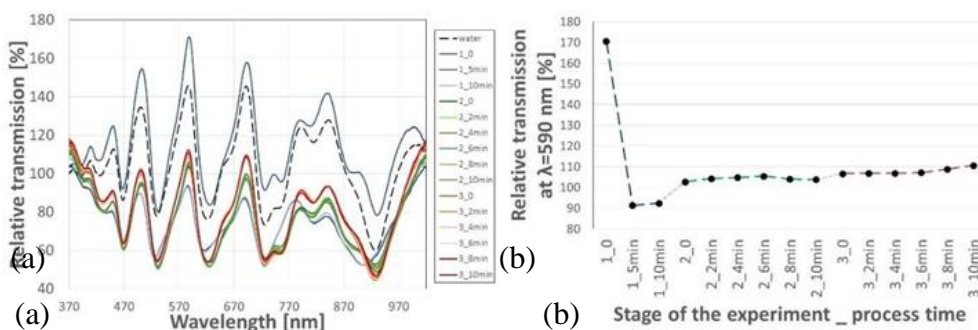 180
160
140
120
100
80
60
40
Relative transmission [%]
370 470 570 670 770 870 970
Wavelength [nm]
water
1_0
1_5min
1_10min
2_0
2_2min
2_4min
2_6min
2_8min
2_10min
3_0
3_2min
3_4min
3_6min
3_8min
3_10min
(a)
(a)
Relative transmission
at λ=590 nm [%]
180
170
160
150
140
130
120
110
100
90
80
1_0
1_5min
1_10min
2_0
2_2min
2_4min
2_6min
2_8min
2_10min
3_0
3_2min
3_4min
3_6min
3_8min
3_10min
Stage of the experiment _ process time
(b)
(b)